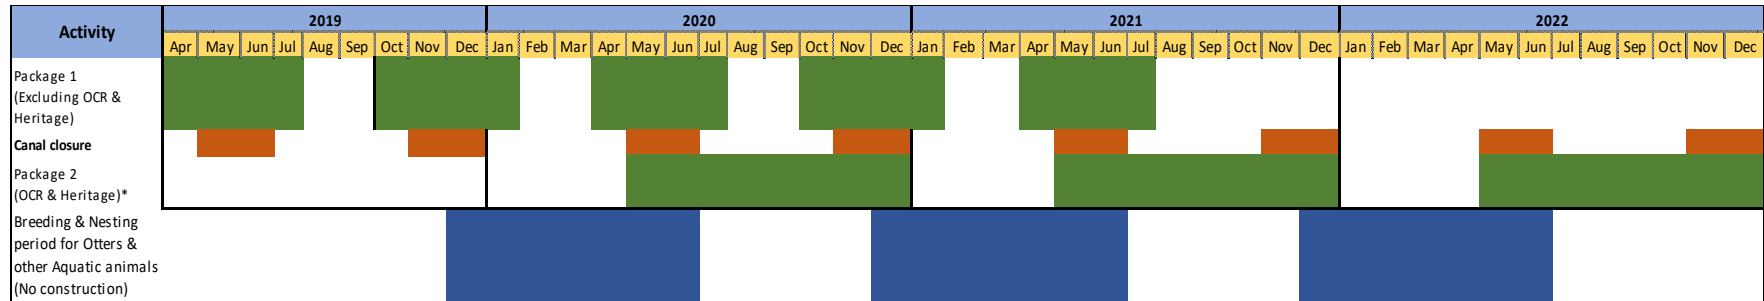 Activity 2019 2020 2021 2022
Apr May Jun Jul Aug Sep Oct Nov Dec Jan Feb Mar Apr May Jun Jul Aug Sep Oct Nov Dec Jan Feb Mar Apr May Jun Jul Aug Sep Oct Nov Dec Jan Feb Mar Apr May Jun Jul Aug Sep Oct Nov Dec
Package 1
(Excluding OCR &
Heritage)
Canal closure
Package 2
(OCR & Heritage)*
Breeding & Nesting
period for Otters &
other Aquatic animals
(No construction)